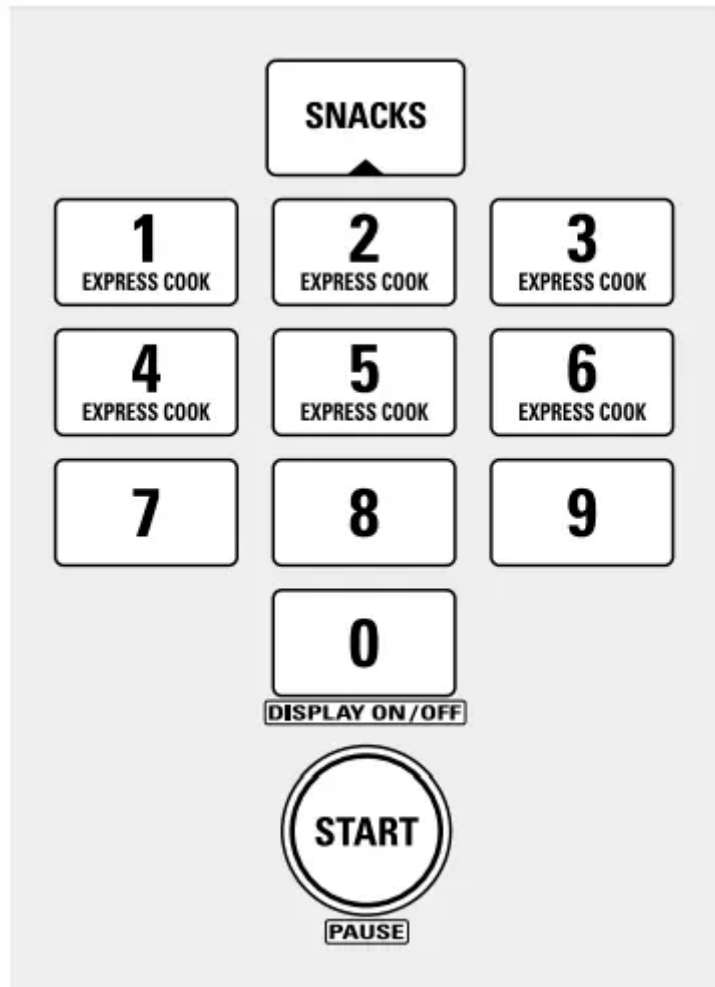 SNACKS
1 2 3
EXPRESS COOK EXPRESS COOK EXPRESS COOK
4 5 6
EXPRESS COOK EXPRESS COOK EXPRESS COOK
7 8 9
0
DISPLAY ON/OFF
START
PAUSE